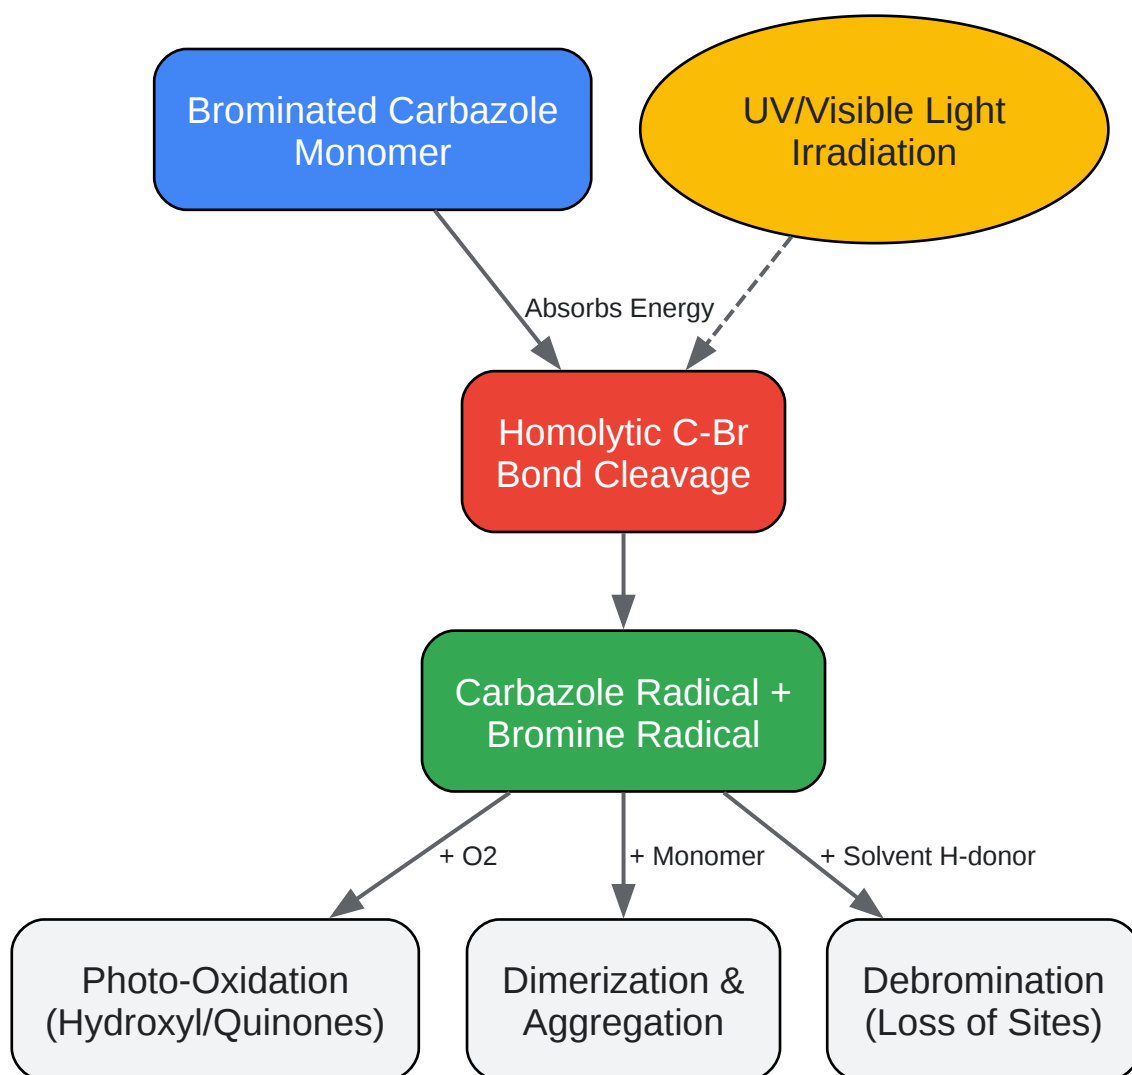 Brominated Carbazole
Monomer
UV/Visible Light
Irradiation
Absorbs Energy
Homolytic C-Br
Bond Cleavage
Carbazole Radical +
Bromine Radical
+ O2
+ Monomer
+ Solvent H-donor
Photo-Oxidation
(Hydroxyl/Quinones)
Dimerization &
Aggregation
Debromination
(Loss of Sites)